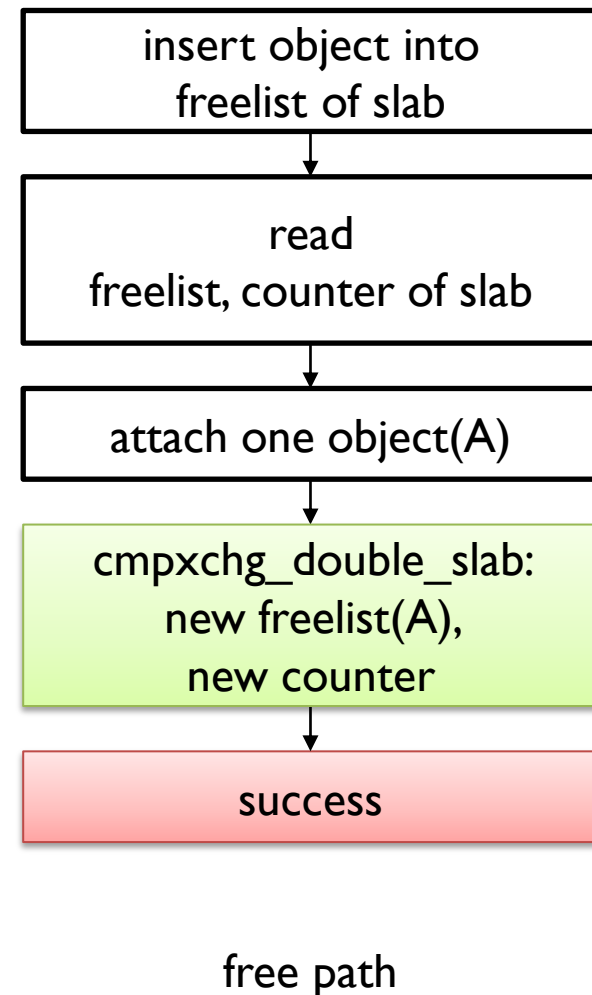 insert object into
freelist of slab
read
freelist, counter of slab
attach one object(A)
cmpxchg_double_slab:
new freelist(A),
new counter
success
free path